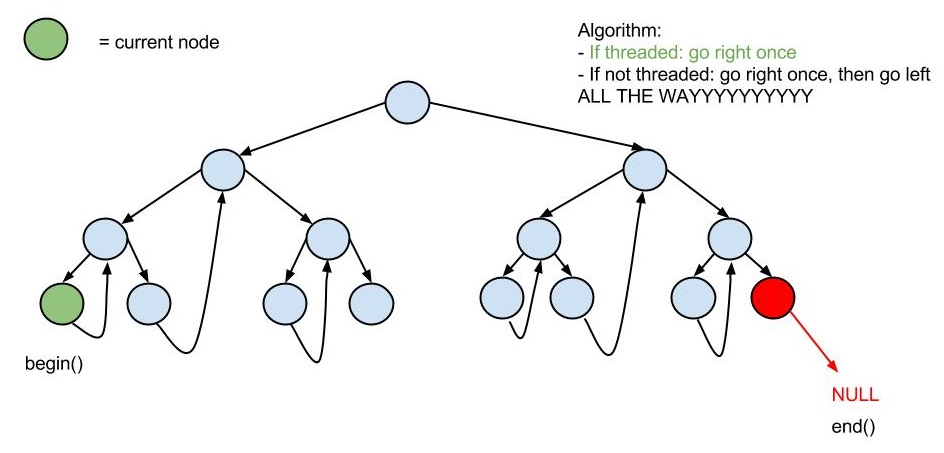 = current node
Algorithm:
- If threaded: go right once
- If not threaded: go right once, then go left
ALL THE WAYYYYYYYYYY
begin()
NULL
end()